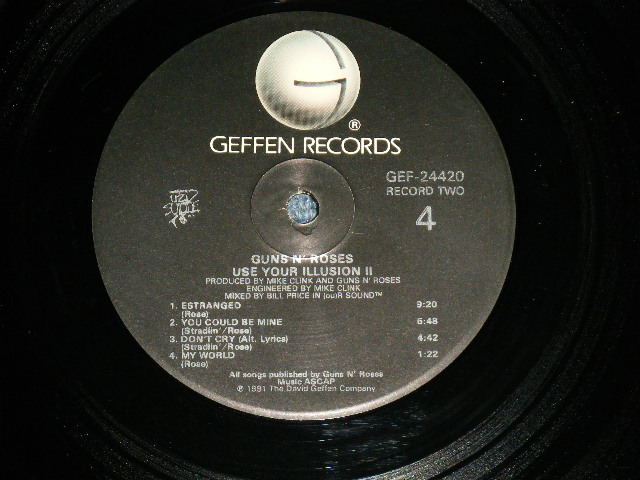 ®
GEFFEN RECORDS
GEF-24420
RECORD TWO
4
GUNS N' ROSES
USE YOUR ILLUSION II
PRODUCED BY MIKE CLINK AND GUNS N' ROSES
ENGINEERED BY MIKE CLINK
MIXED BY BILL PRICE IN SOUND™
1. ESTRANGED 9:20
(Rose)
2. YOU COULD BE MINE 5:48
(Stradlin'/Rose)
3. DON'T CRY (Alt. Lyrics) 4:42
(Stradlin'/Rose)
4. MY WORLD 1:22
(Rose)
All songs published by Guns N' Roses
Music ASCAP
℗ 1991 The David Geffen Company